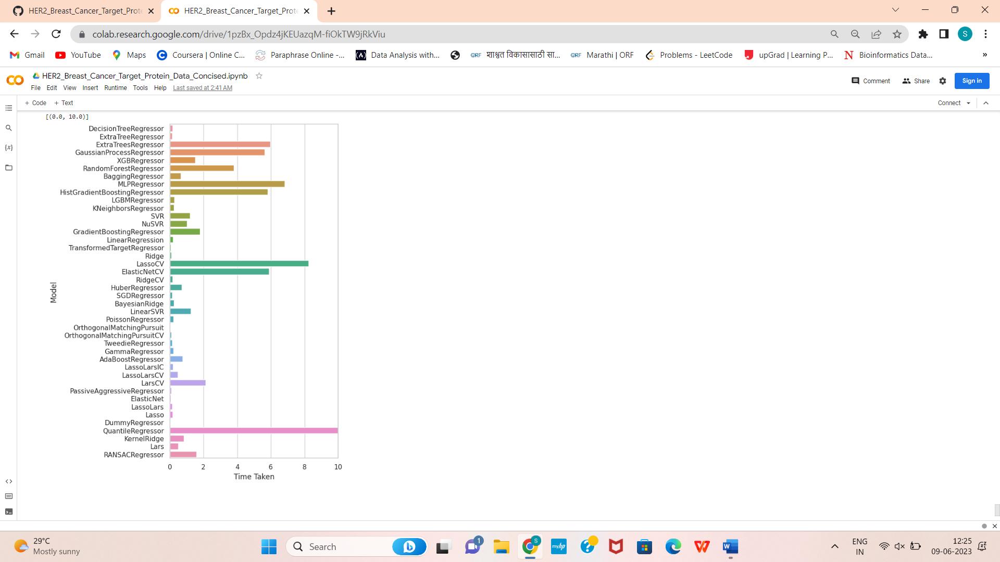 HER2_Breast_Cancer_Target_Prote
HER2_Breast_Cancer_Target_Prote
colab.research.google.com/drive/1pzBx_Opdz4jKEUazqM-fiOkTW9jRkViu
S
Gmail YouTube Maps Coursera | Online C... Paraphrase Online -... Data Analysis with... शाश्वत विकासासाठी सा... Marathi | ORF Problems - LeetCode upGrad | Learning P... Bioinformatics Data... »
HER2_Breast_Cancer_Target_Protein_Data_Concised.ipynb
File Edit View Insert Runtime Tools Help Last saved at 2:41 AM
Comment Share Sign in
+ Code + Text Connect
[(0.0, 10.0)]
DecisionTreeRegressor
ExtraTreeRegressor
ExtraTreesRegressor
GaussianProcessRegressor
XGBRegressor
RandomForestRegressor
BaggingRegressor
MLPRegressor
HistGradientBoostingRegressor
LGBMRegressor
KNeighborsRegressor
SVR
NuSVR
GradientBoostingRegressor
LinearRegression
TransformedTargetRegressor
Ridge
LassoCV
ElasticNetCV
RidgeCV
HuberRegressor
SGDRegressor
BayesianRidge
LinearSVR
PoissonRegressor
OrthogonalMatchingPursuit
OrthogonalMatchingPursuitCV
TweedieRegressor
GammaRegressor
AdaBoostRegressor
LassoLarsIC
LassoLarsCV
LarsCV
PassiveAggressiveRegressor
ElasticNet
LassoLars
Lasso
DummyRegressor
QuantileRegressor
KernelRidge
Lars
RANSACRegressor
Model
0 2 4 6 8 10
Time Taken
29°C
Mostly sunny
Search
1
S
myhp
ENG
IN
12:25
09-06-2023